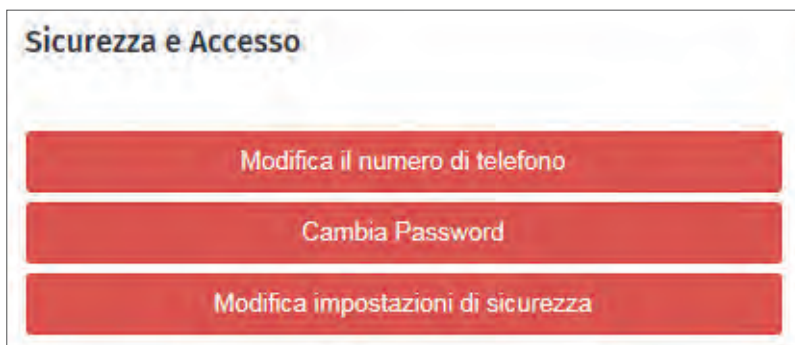 Sicurezza e Accesso
Modifica il numero di telefono
Cambia Password
Modifica impostazioni di sicurezza